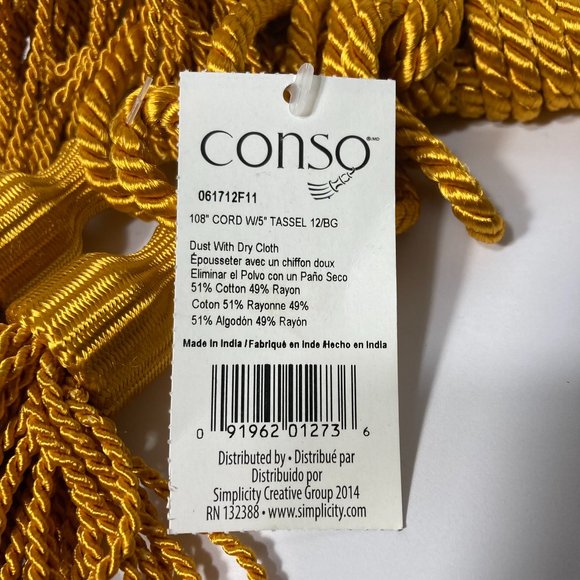 conso ®/MD
061712F11
108" CORD W/5" TASSEL 12/BG
Dust With Dry Cloth
Épousseter avec un chiffon doux
Eliminar el Polvo con un Paño Seco
51% Cotton 49% Rayon
Coton 51% Rayonne 49%
51% Algodón 49% Rayón
Made in India / Fabriqué en Inde /Hecho en India
0 91962 01273 6
Distributed by • Distribué par
Distribuido por
Simplicity Creative Group 2014
RN 132388 • www.simplicity.com